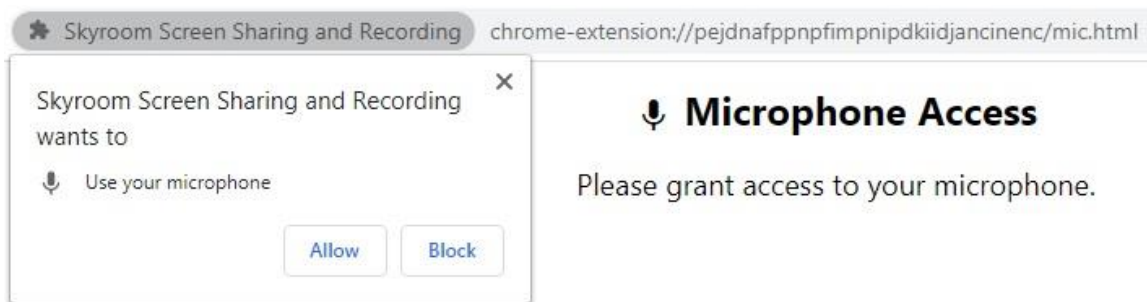 Skyroom Screen Sharing and Recording
chrome-extension://pejdnafppnpfimpnipdkiidjancinenc/mic.html
Skyroom Screen Sharing and Recording
wants to
Use your microphone
Allow
Block
Microphone Access
Please grant access to your microphone.